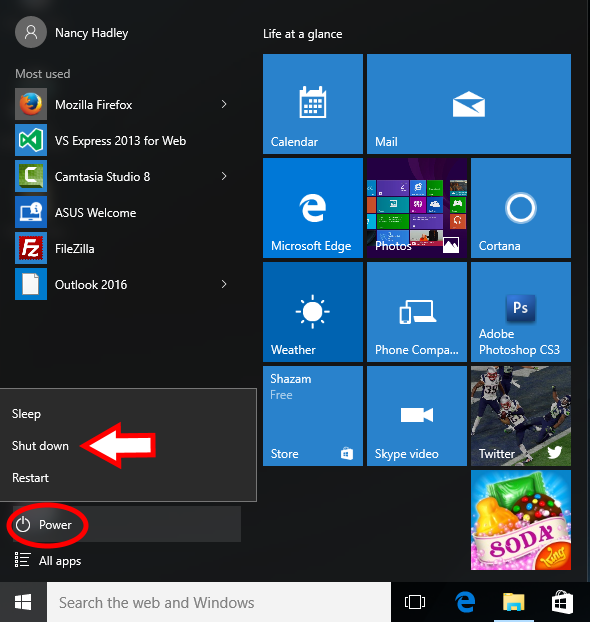 Nancy Hadley
Most used
Mozilla Firefox
VS Express 2013 for Web
Camtasia Studio 8
ASUS Welcome
FileZilla
Outlook 2016
Sleep
Shut down
Restart
Power
All apps
Search the web and Windows
Life at a glance
Calendar
Mail
Microsoft Edge
Photos
Cortana
Weather
Phone Compa...
Ps
Adobe
Photoshop CS3
Shazam
Free
Store
Skype video
Twitter
SODA
King